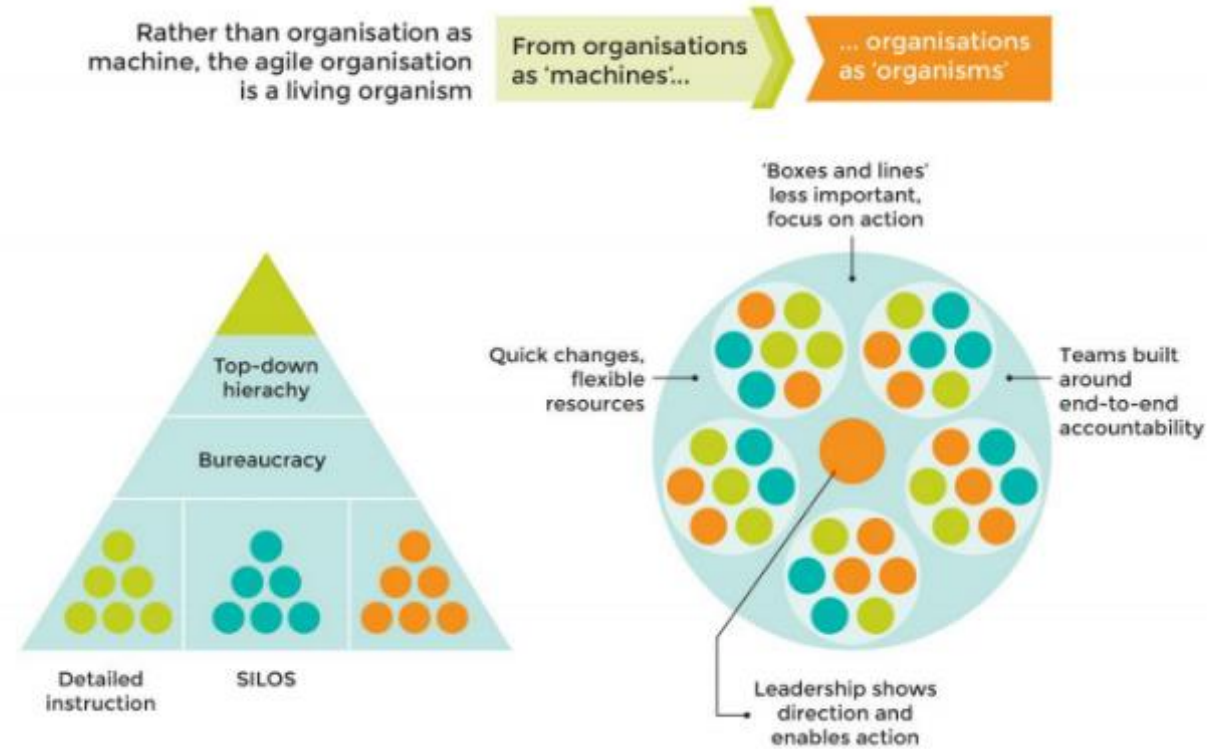 Rather than organisation as
machine, the agile organisation
is a living organism
From organisations
as 'machines'...
... organisations
as 'organisms'
'Boxes and lines'
less important,
focus on action
Top-down
hierachy
Bureaucracy
Detailed
instruction
SILOS
Quick changes,
flexible
resources
Teams built
around
end-to-end
accountability
Leadership shows
direction and
enables action